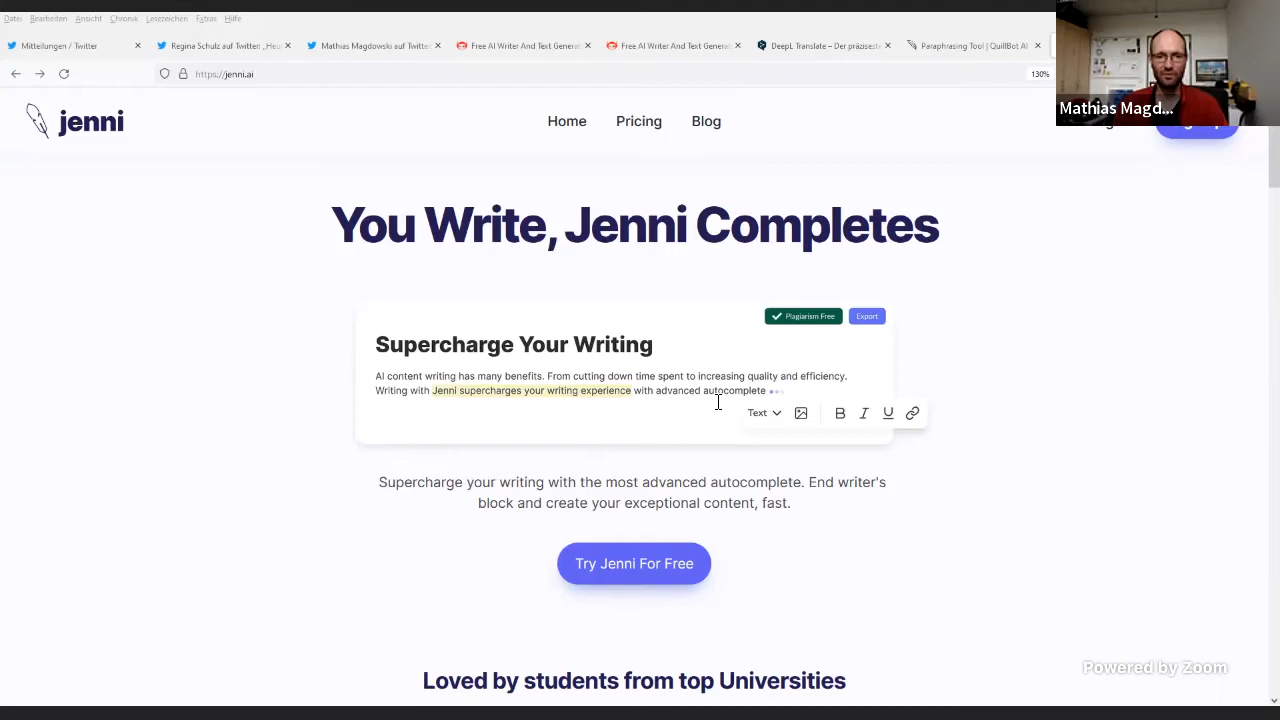 Datei Bearbeiten Ansicht Chronik Lesezeichen Extras Hilfe
Mitteilungen / Twitter
Regina Schulz auf Twitter: „Heu
Mathias Magdowski auf Twitter
Free AI Writer And Text Generat
Free AI Writer And Text Generat
DeepL Translate – Der präziseste
Paraphrasing Tool | QuillBot AI
https://jenni.ai
130%
Mathias Magd...
jenni
Home Pricing Blog
You Write, Jenni Completes
Plagiarism Free Export
Supercharge Your Writing
AI content writing has many benefits. From cutting down time spent to increasing quality and efficiency.
Writing with Jenni supercharges your writing experience with advanced autocomplete
Text B I U
Supercharge your writing with the most advanced autocomplete. End writer's
block and create your exceptional content, fast.
Try Jenni For Free
Loved by students from top Universities
Powered by Zoom